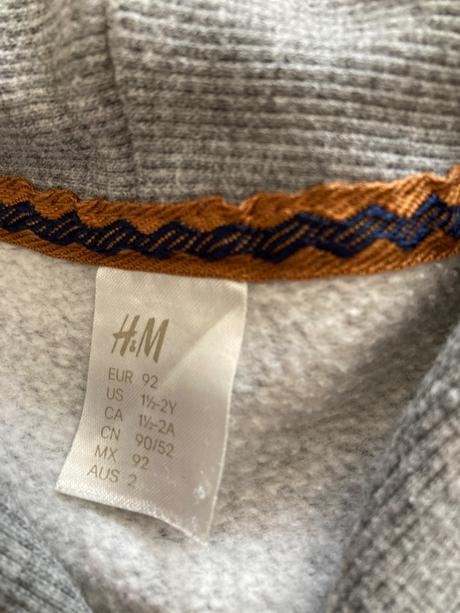 H&M
EUR 92
US 1½-2Y
CA 1½-2A
CN 90/52
MX 92
AUS 2